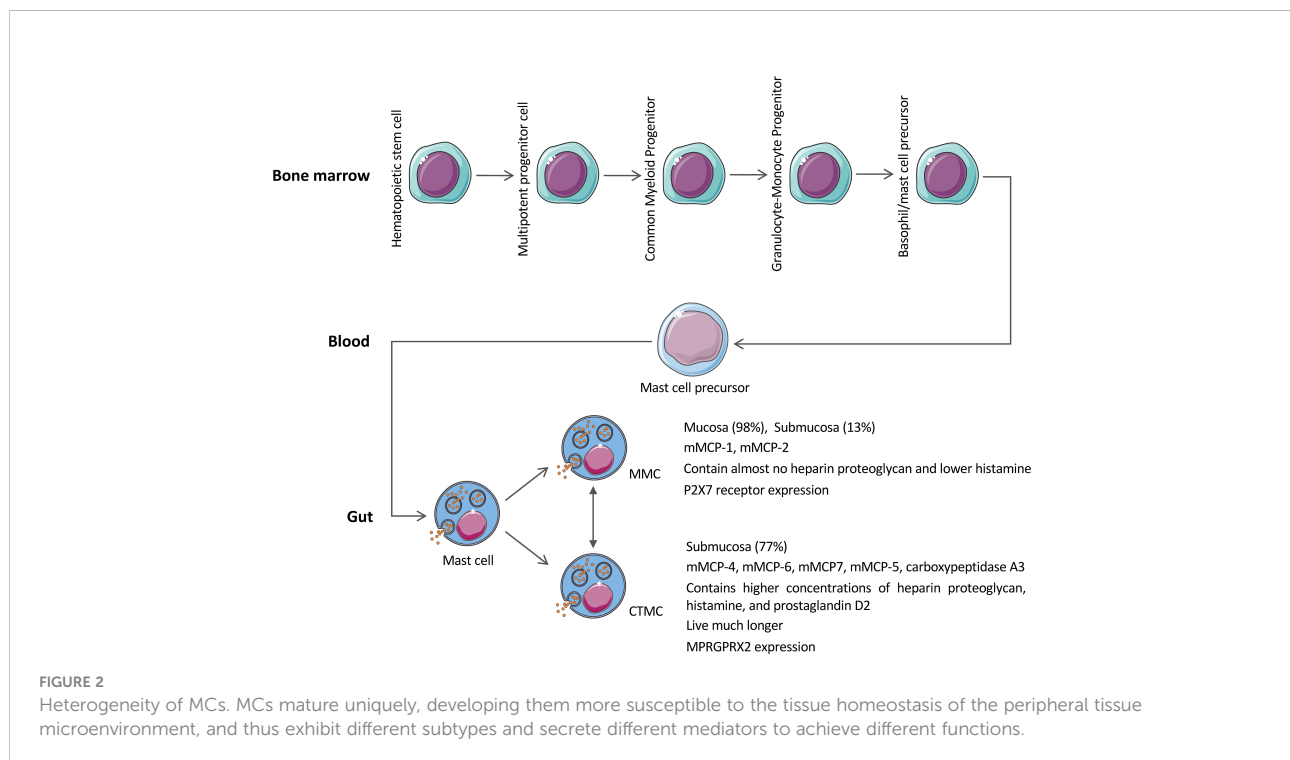 Hematopoietic stem cell
Multipotent progenitor cell
Common Myeloid Progenitor
Granulocyte-Monocyte Progenitor
Basophil/mast cell precursor
Bone marrow
Blood
Mast cell precursor
Mucosa (98%), Submucosa (13%)
mMCP-1, mMCP-2
MMC
Contain almost no heparin proteoglycan and lower histamine
P2X7 receptor expression
Gut
Mast cell
Submucosa (77%)
mMCP-4, mMCP-6, mMCP7, mMCP-5, carboxypeptidase A3
Contains higher concentrations of heparin proteoglycan,
histamine, and prostaglandin D2
CTMC
Live much longer
MPRGPRX2 expression
FIGURE 2
Heterogeneity of MCs. MCs mature uniquely, developing them more susceptible to the tissue homeostasis of the peripheral tissue
microenvironment, and thus exhibit different subtypes and secrete different mediators to achieve different functions.